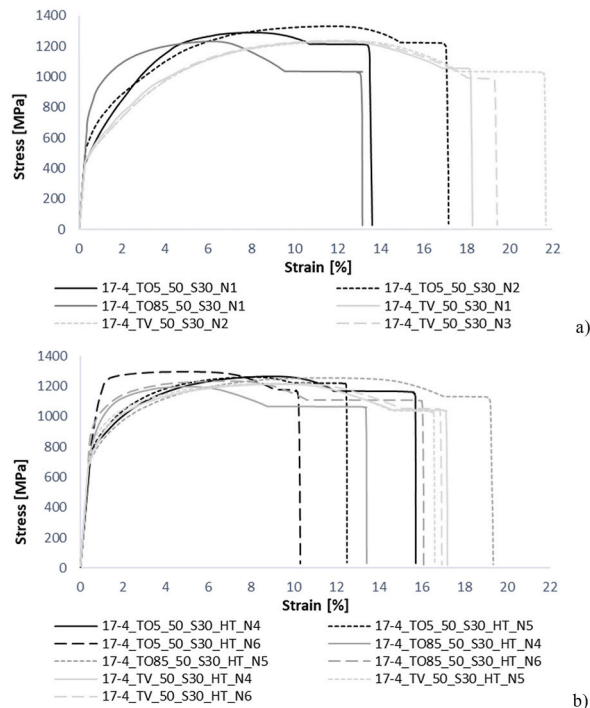 1400
1200
1000
800
600
400
200
0
Stress [MPa]
0 2 4 6 8 10 12 14 16 18 20 22
Strain [%]
17-4_TO5_50_S30_N1 17-4_TO5_50_S30_N2
17-4_TO85_50_S30_N1 17-4_TV_50_S30_N1
17-4_TV_50_S30_N2 17-4_TV_50_S30_N3
a)
1400
1200
1000
800
600
400
200
0
Stress [MPa]
0 2 4 6 8 10 12 14 16 18 20 22
Strain [%]
17-4_TO5_50_S30_HT_N4 17-4_TO5_50_S30_HT_N5
17-4_TO5_50_S30_HT_N6 17-4_TO85_50_S30_HT_N4
17-4_TO85_50_S30_HT_N5 17-4_TO85_50_S30_HT_N6
17-4_TV_50_S30_HT_N4 17-4_TV_50_S30_HT_N5
17-4_TV_50_S30_HT_N6
b)